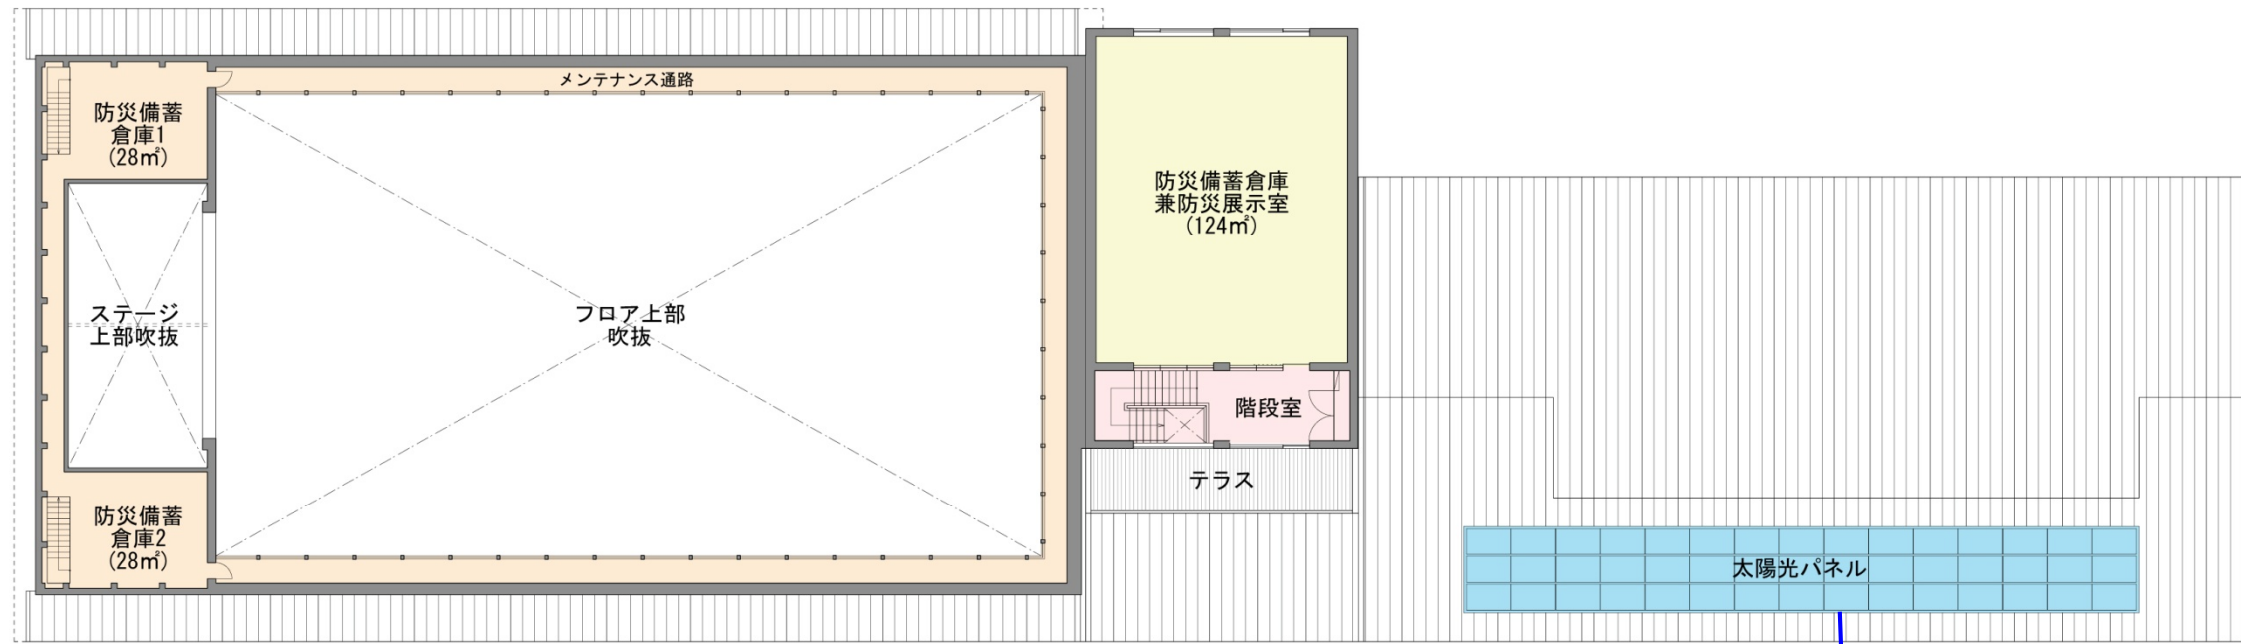 メンテナンス通路
防災備蓄
倉庫1
(28㎡)
防災備蓄倉庫
兼防災展示室
(124㎡)
ステージ
上部吹抜
フロア上部
吹抜
階段室
テラス
防災備蓄
倉庫2
(28㎡)
太陽光パネル